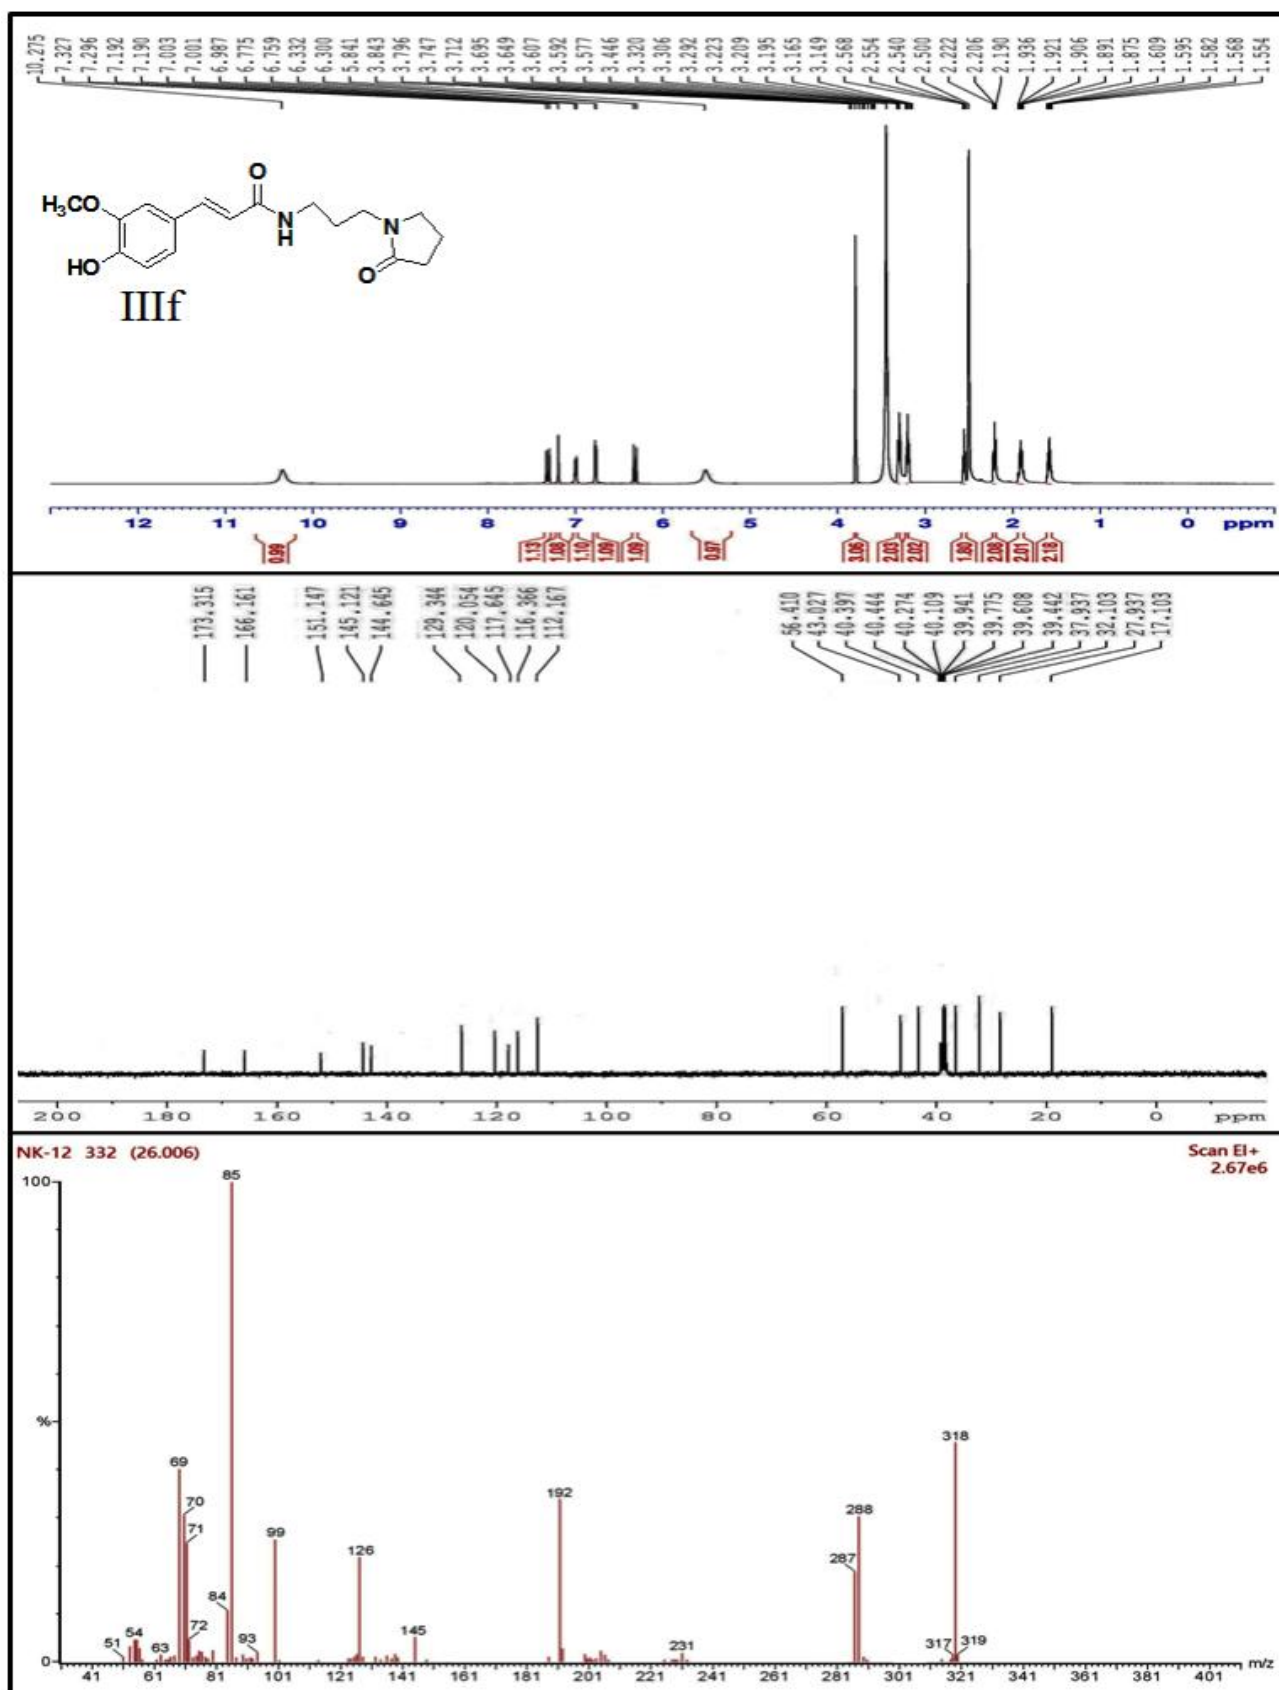 10.275 7.327 7.296 7.192 7.190 7.003 7.001 6.987 6.775 6.759 6.332 6.300 5.841 3.843 3.796 3.747 3.712 3.695 3.649 3.607 3.592 3.577 3.446 3.320 3.306 3.292 3.223 3.209 3.195 3.165 3.149 2.568 2.554 2.540 2.500 2.222 2.206 2.190 1.936 1.921 1.906 1.891 1.875 1.609 1.595 1.582 1.568 1.554
O
H₃CO
N
H
N
HO
O
IIIf
12 11 10 9 8 7 6 5 4 3 2 1 0 ppm
0.99 1.13 1.08 1.10 1.09 1.09 0.97 3.06 2.03 2.02 1.80 2.08 2.01 2.18
173.315 166.161 151.147 145.121 144.645 129.344 120.054 117.645 116.366 112.167 56.410 43.027 40.397 40.444 40.274 40.109 39.941 39.775 39.608 39.442 37.937 32.103 27.937 17.103
200 180 160 140 120 100 80 60 40 20 0 ppm
NK-12 332 (26.006)
Scan EI+
2.67e6
100
85
318
%
69
192
70
288
71
99
126
287
84
72
145
51 54 63
93
231
317 319
0
41 61 81 101 121 141 165 181 201 221 241 261 281 301 321 341 361 381 401 m/z